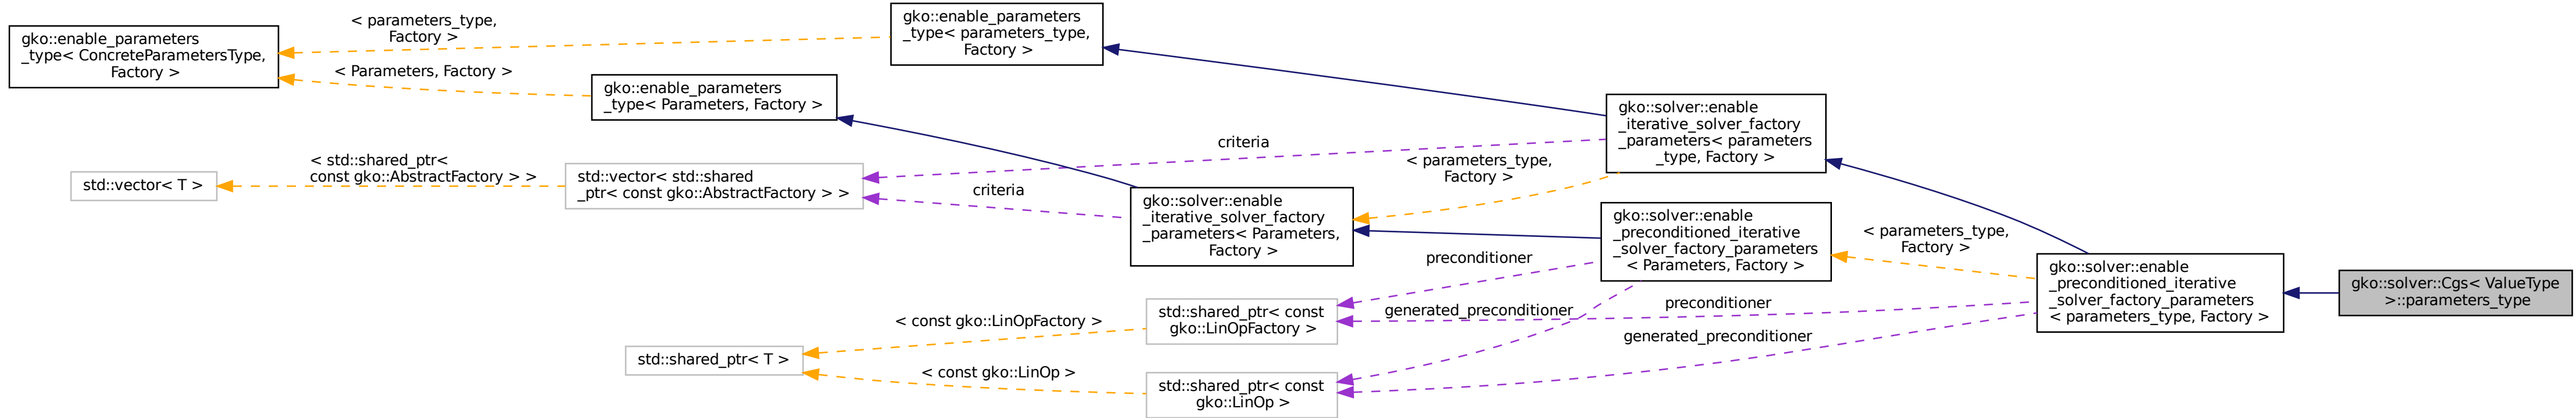 gko::enable_parameters
_type< ConcreteParametersType,
Factory >
< parameters_type,
Factory >
< Parameters, Factory >
gko::enable_parameters
_type< parameters_type,
Factory >
gko::enable_parameters
_type< Parameters, Factory >
std::vector< T >
< std::shared_ptr<
const gko::AbstractFactory > >
std::vector< std::shared
_ptr< const gko::AbstractFactory > >
criteria
criteria
gko::solver::enable
_iterative_solver_factory
_parameters< Parameters,
Factory >
< parameters_type,
Factory >
gko::solver::enable
_iterative_solver_factory
_parameters< parameters
_type, Factory >
gko::solver::enable
_preconditioned_iterative
_solver_factory_parameters
< Parameters, Factory >
< parameters_type,
Factory >
gko::solver::enable
_preconditioned_iterative
_solver_factory_parameters
< parameters_type, Factory >
gko::solver::Cgs< ValueType
>::parameters_type
preconditioner
preconditioner
generated_preconditioner
generated_preconditioner
std::shared_ptr< const
gko::LinOpFactory >
< const gko::LinOpFactory >
std::shared_ptr< T >
< const gko::LinOp >
std::shared_ptr< const
gko::LinOp >